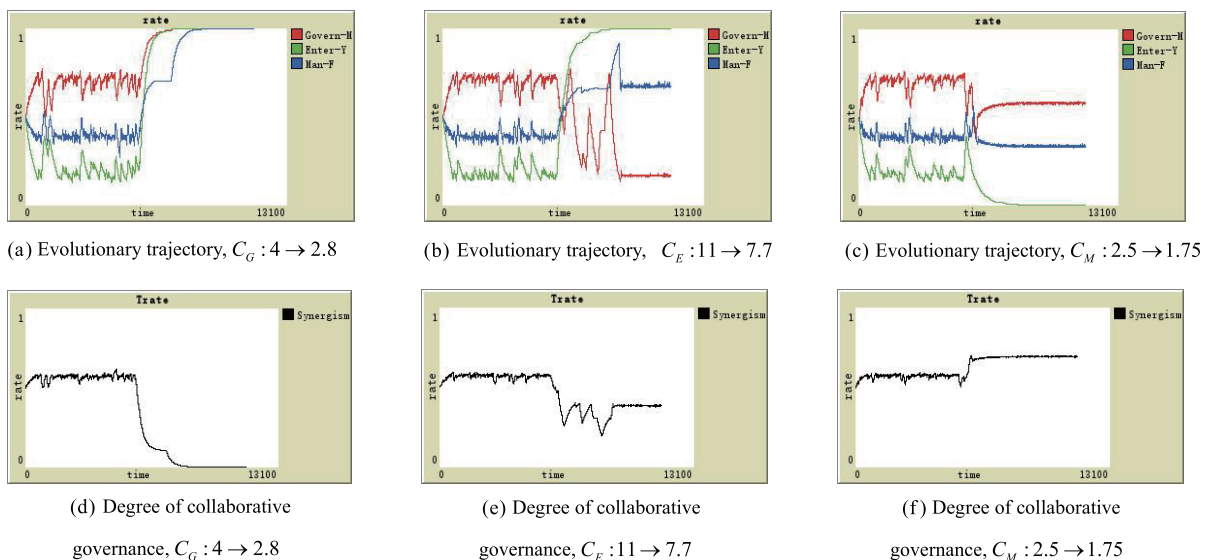 rate
1
rate
0
0
time
13100
Govern-M
Enter-Y
Man-F
rate
1
rate
0
0
time
13100
Govern-M
Enter-Y
Man-F
rate
1
rate
0
0
time
13100
Govern-M
Enter-Y
Man-F
(a) Evolutionary trajectory, C_G : 4 → 2.8
(b) Evolutionary trajectory, C_E : 11 → 7.7
(c) Evolutionary trajectory, C_M : 2.5 → 1.75
Trate
1
rate
0
0
time
13100
Synergism
Trate
1
rate
0
0
time
13100
Synergism
Trate
1
rate
0
0
time
13100
Synergism
(d) Degree of collaborative
governance, C_G : 4 → 2.8
(e) Degree of collaborative
governance, C_E : 11 → 7.7
(f) Degree of collaborative
governance, C_M : 2.5 → 1.75